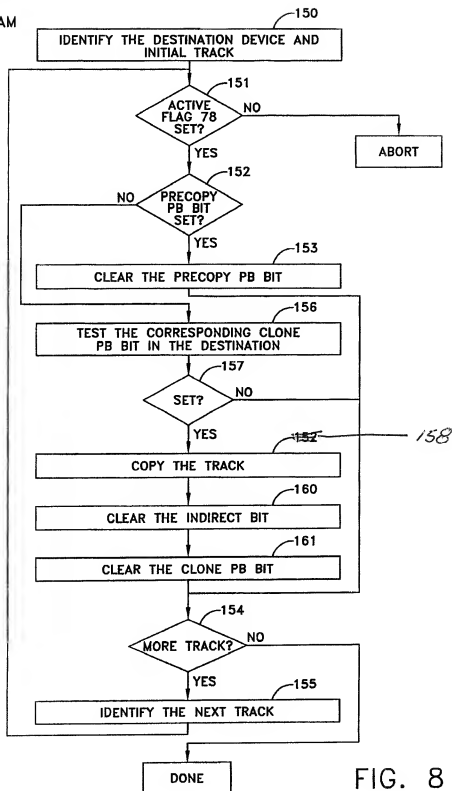 AM
150
IDENTIFY THE DESTINATION DEVICE AND
INITIAL TRACK
151
ACTIVE
FLAG 78
SET?
NO
YES
ABORT
152
NO
PRECOPY
PB BIT
SET?
YES
153
CLEAR THE PRECOPY PB BIT
156
TEST THE CORRESPONDING CLONE
PB BIT IN THE DESTINATION
157
SET?
NO
YES
152
158
COPY THE TRACK
160
CLEAR THE INDIRECT BIT
161
CLEAR THE CLONE PB BIT
154
MORE TRACK?
NO
YES
155
IDENTIFY THE NEXT TRACK
DONE
FIG. 8